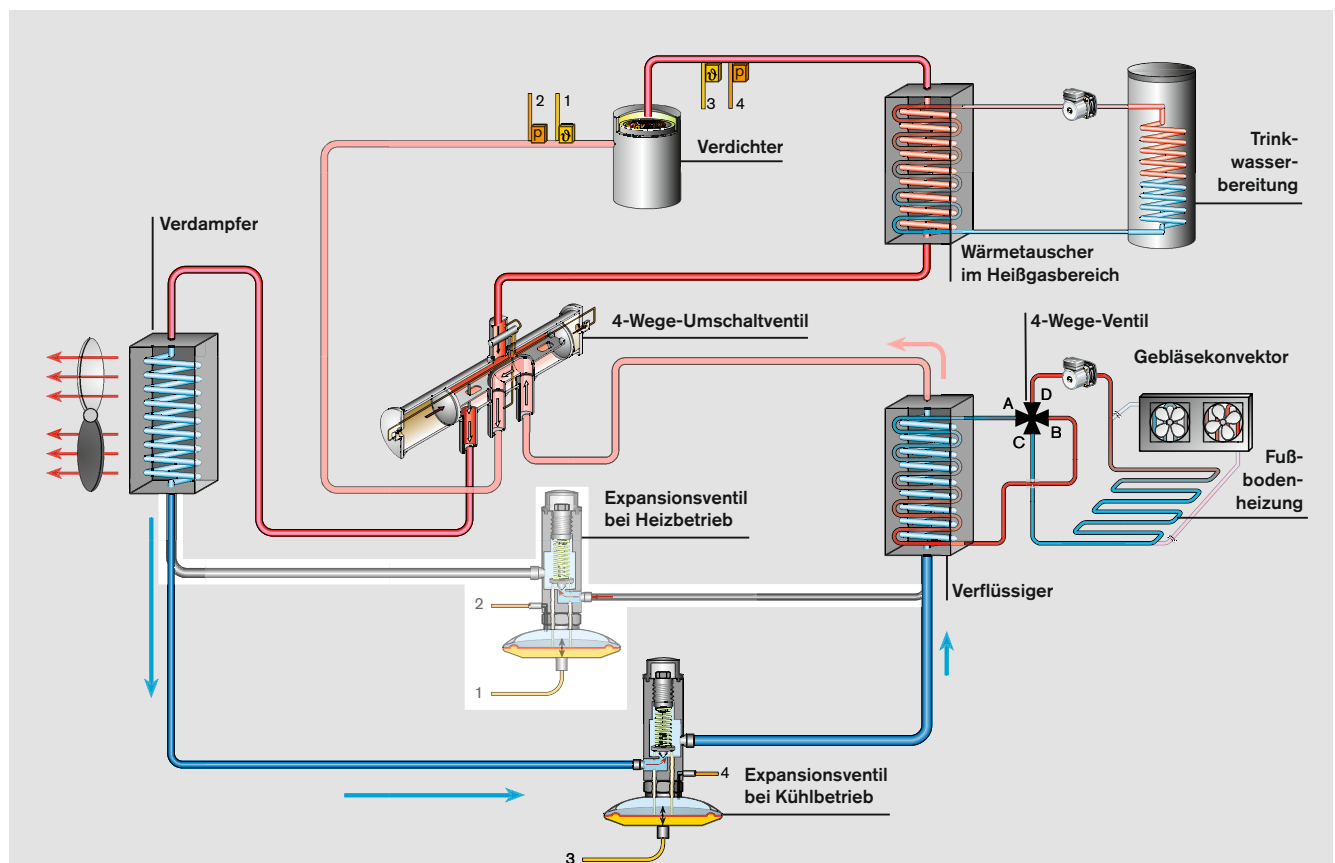 2
1
p
ϑ
Verdichter
ϑ
p
3
4
Trink-
wasser-
bereitung
Verdampfer
Wärmetauscher
im Heißgasbereich
4-Wege-Umschaltventil
4-Wege-Ventil
Gebläsekonvektor
A
D
B
C
Fuß-
boden-
heizung
Expansionsventil
bei Heizbetrieb
Verflüssiger
2
1
4
Expansionsventil
bei Kühlbetrieb
3